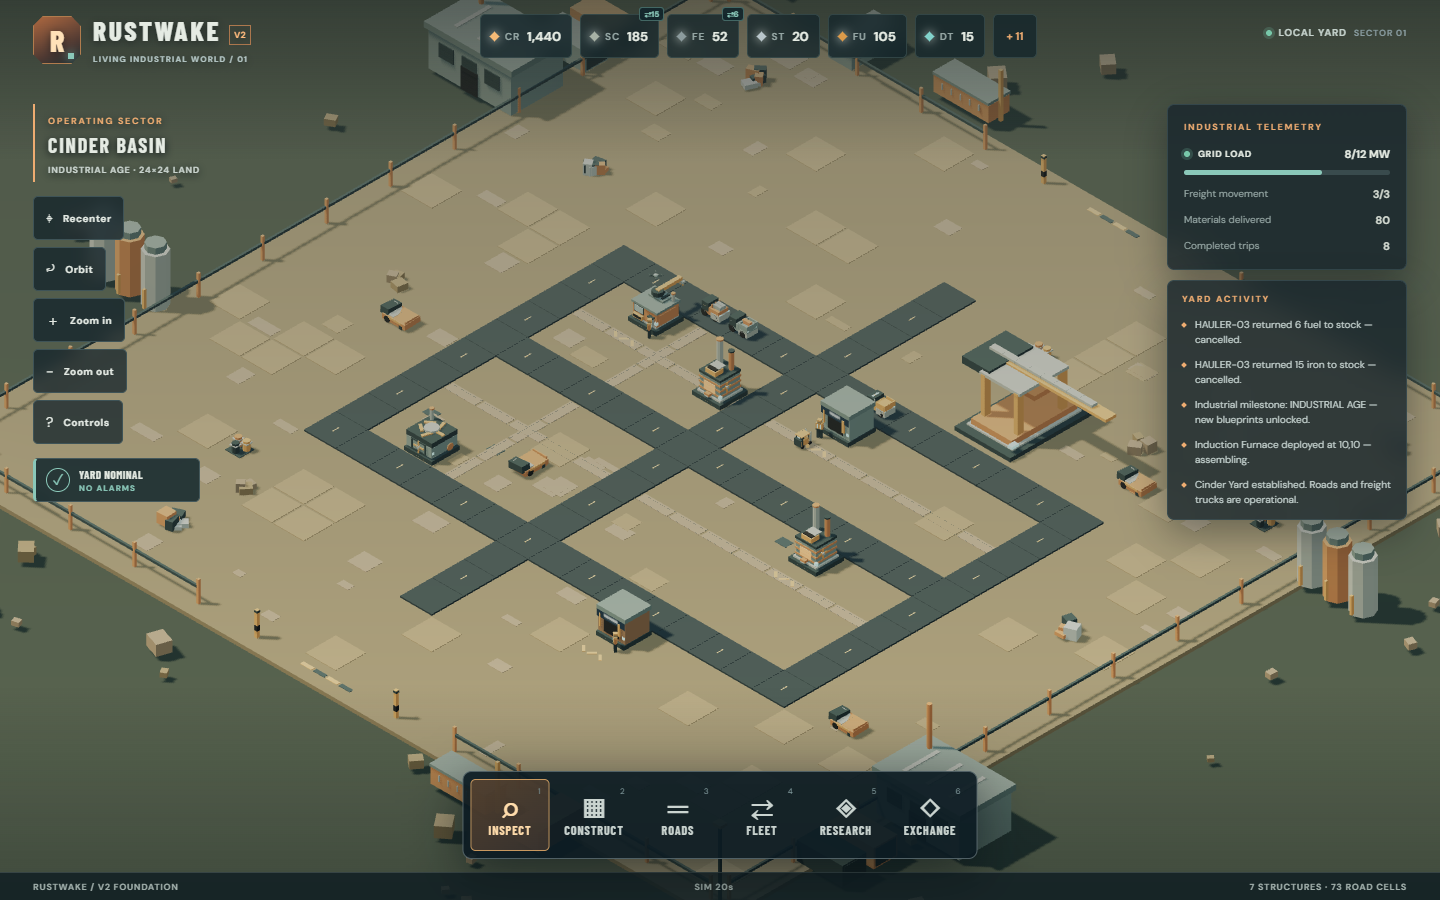 R
RUSTWAKE V2
LIVING INDUSTRIAL WORLD / 01
CR 1,440
SC 185
⇄15
FE 52
⇄6
ST 20
FU 105
DT 15
+ 11
LOCAL YARD SECTOR 01
OPERATING SECTOR
CINDER BASIN
INDUSTRIAL AGE · 24×24 LAND
Recenter
Orbit
+ Zoom in
− Zoom out
? Controls
YARD NOMINAL
NO ALARMS
INDUSTRIAL TELEMETRY
GRID LOAD 8/12 MW
Freight movement 3/3
Materials delivered 80
Completed trips 8
YARD ACTIVITY
HAULER-03 returned 6 fuel to stock —
cancelled.
HAULER-03 returned 15 iron to stock —
cancelled.
Industrial milestone: INDUSTRIAL AGE —
new blueprints unlocked.
Induction Furnace deployed at 10,10 —
assembling.
Cinder Yard established. Roads and freight
trucks are operational.
1 INSPECT
2 CONSTRUCT
3 ROADS
4 FLEET
5 RESEARCH
6 EXCHANGE
RUSTWAKE / V2 FOUNDATION
SIM 20s
7 STRUCTURES · 73 ROAD CELLS